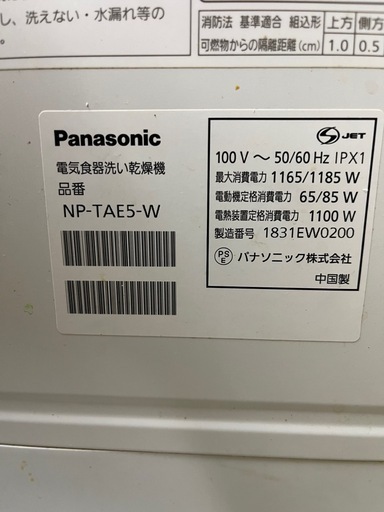 し、洗えない・水漏れ等の
。
消防法 基準適合 組込形 上方 側方
可燃物からの隔離距離(cm) 1.0 0.5
Panasonic
電気食器洗い乾燥機
品番
NP-TAE5-W
S JET
100 V ～ 50/60 Hz IPX1
最大消費電力 1165/1185 W
電動機定格消費電力 65/85 W
電熱装置定格消費電力 1100 W
製造番号 1831EW0200
PS E パナソニック株式会社
中国製